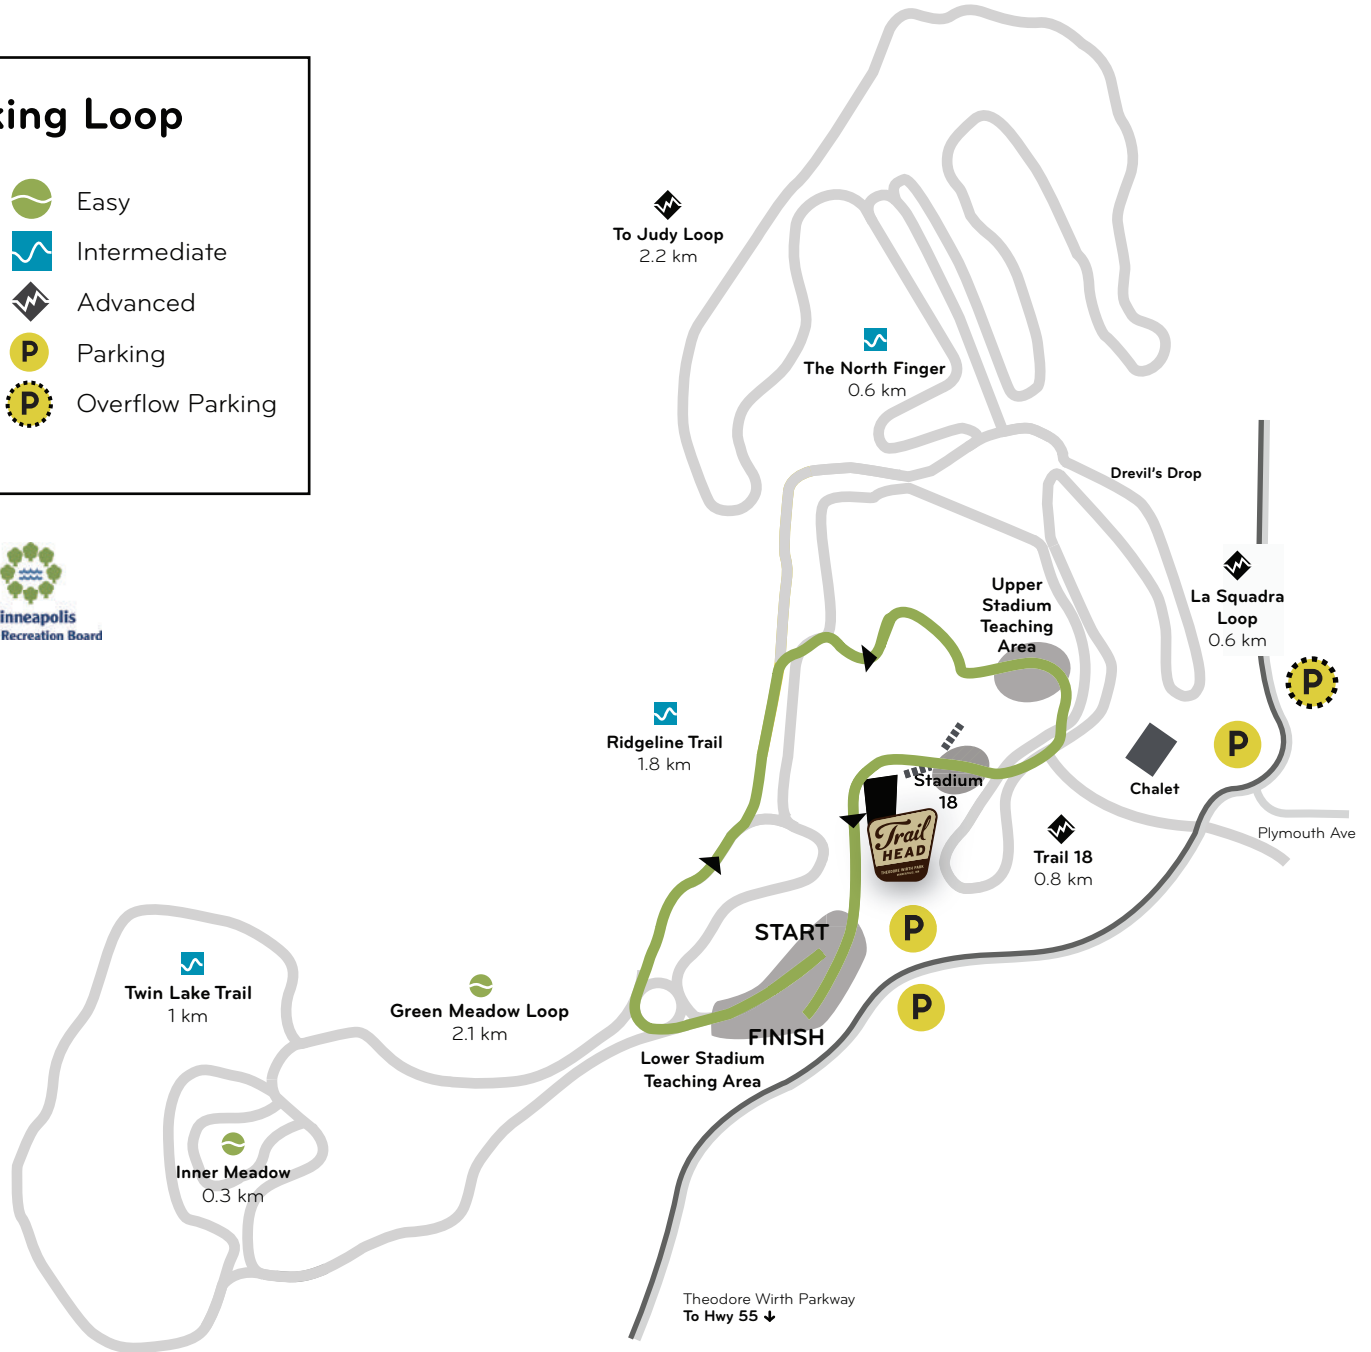 king Loop
Easy
Intermediate
Advanced
P
Parking
P
Overflow Parking
inneapolis
Recreation Board
To Judy Loop
2.2 km
The North Finger
0.6 km
Drevil's Drop
Upper
Stadium
Teaching
Area
La Squadra
Loop
0.6 km
P
P
Ridgeline Trail
1.8 km
Chalet
Stadium
18
Plymouth Ave
Trail
HEAD
THEODORE WIRTH PARK
Trail 18
0.8 km
START
P
Twin Lake Trail
1 km
Green Meadow Loop
2.1 km
P
FINISH
Lower Stadium
Teaching Area
Inner Meadow
0.3 km
Theodore Wirth Parkway
To Hwy 55 ↓